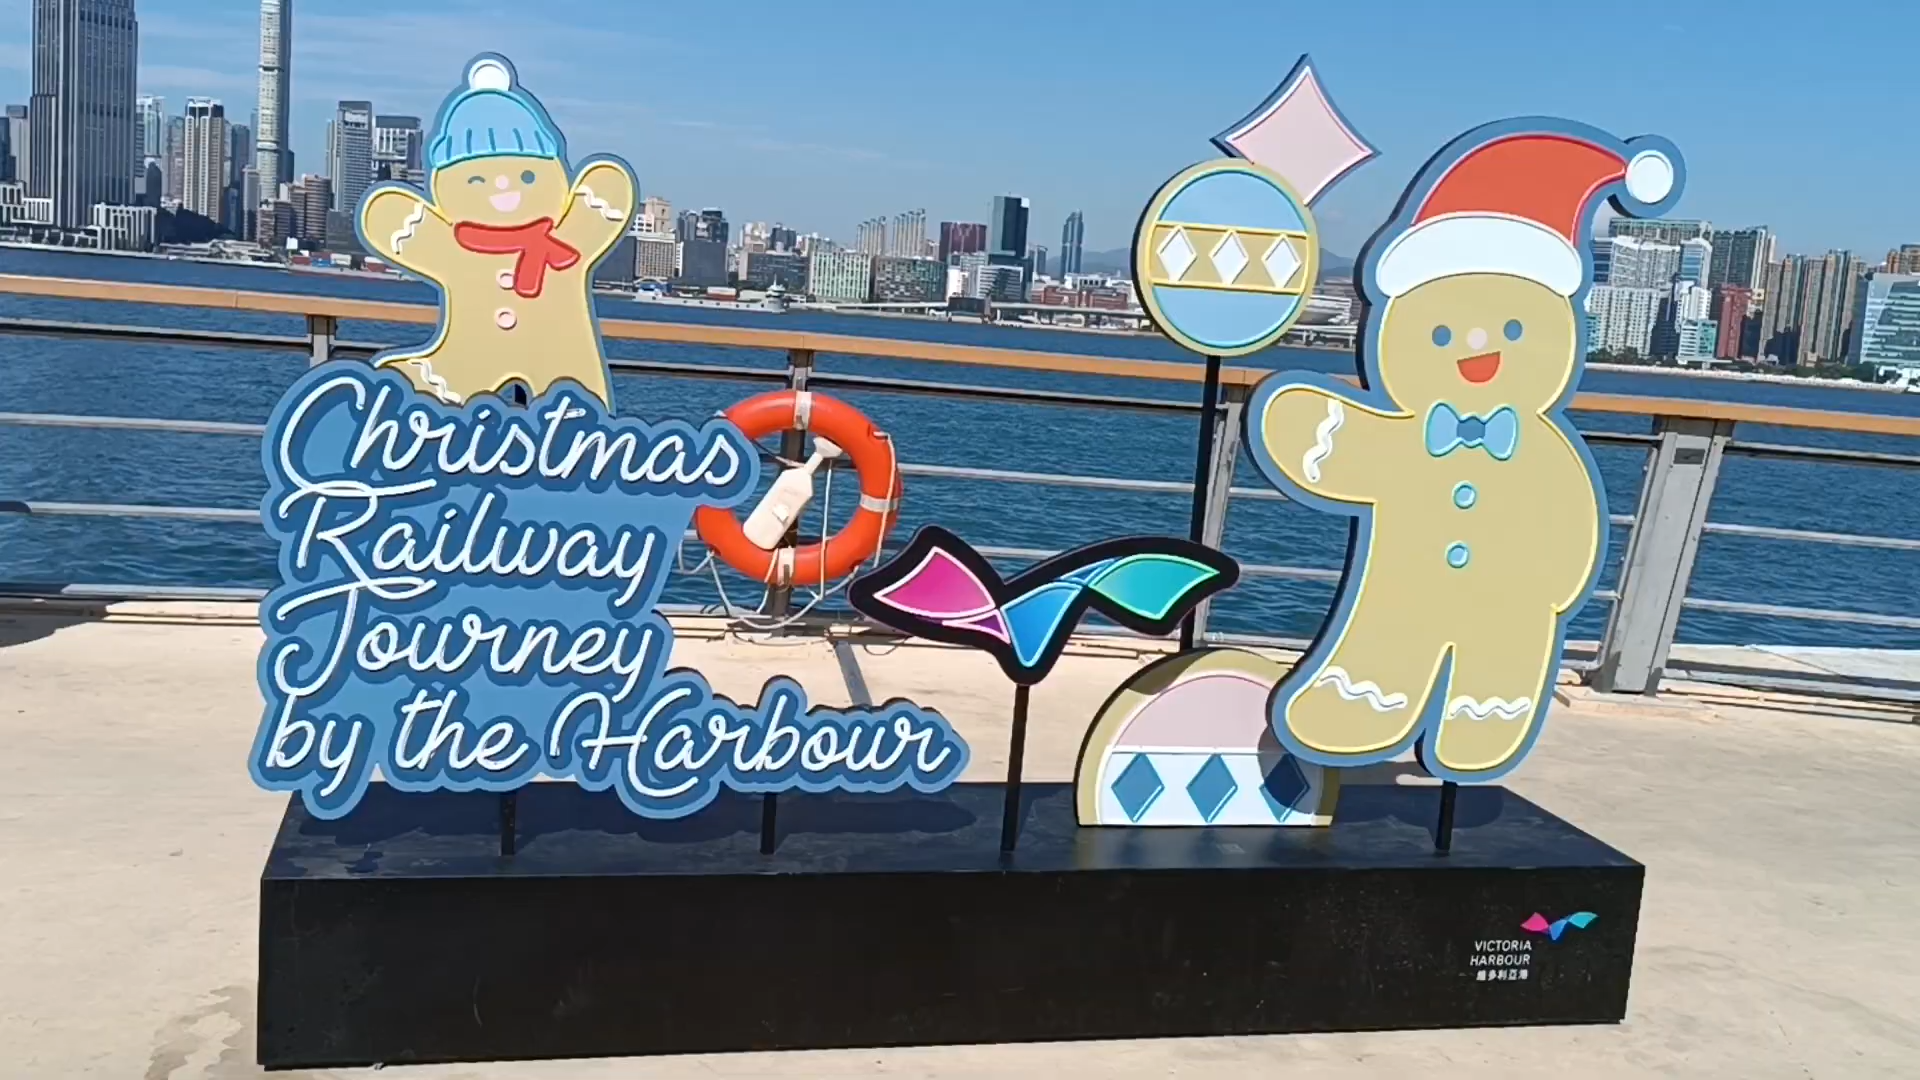 Christmas
Railway
Journey
by the Harbour
VICTORIA
HARBOUR
維多利亞港